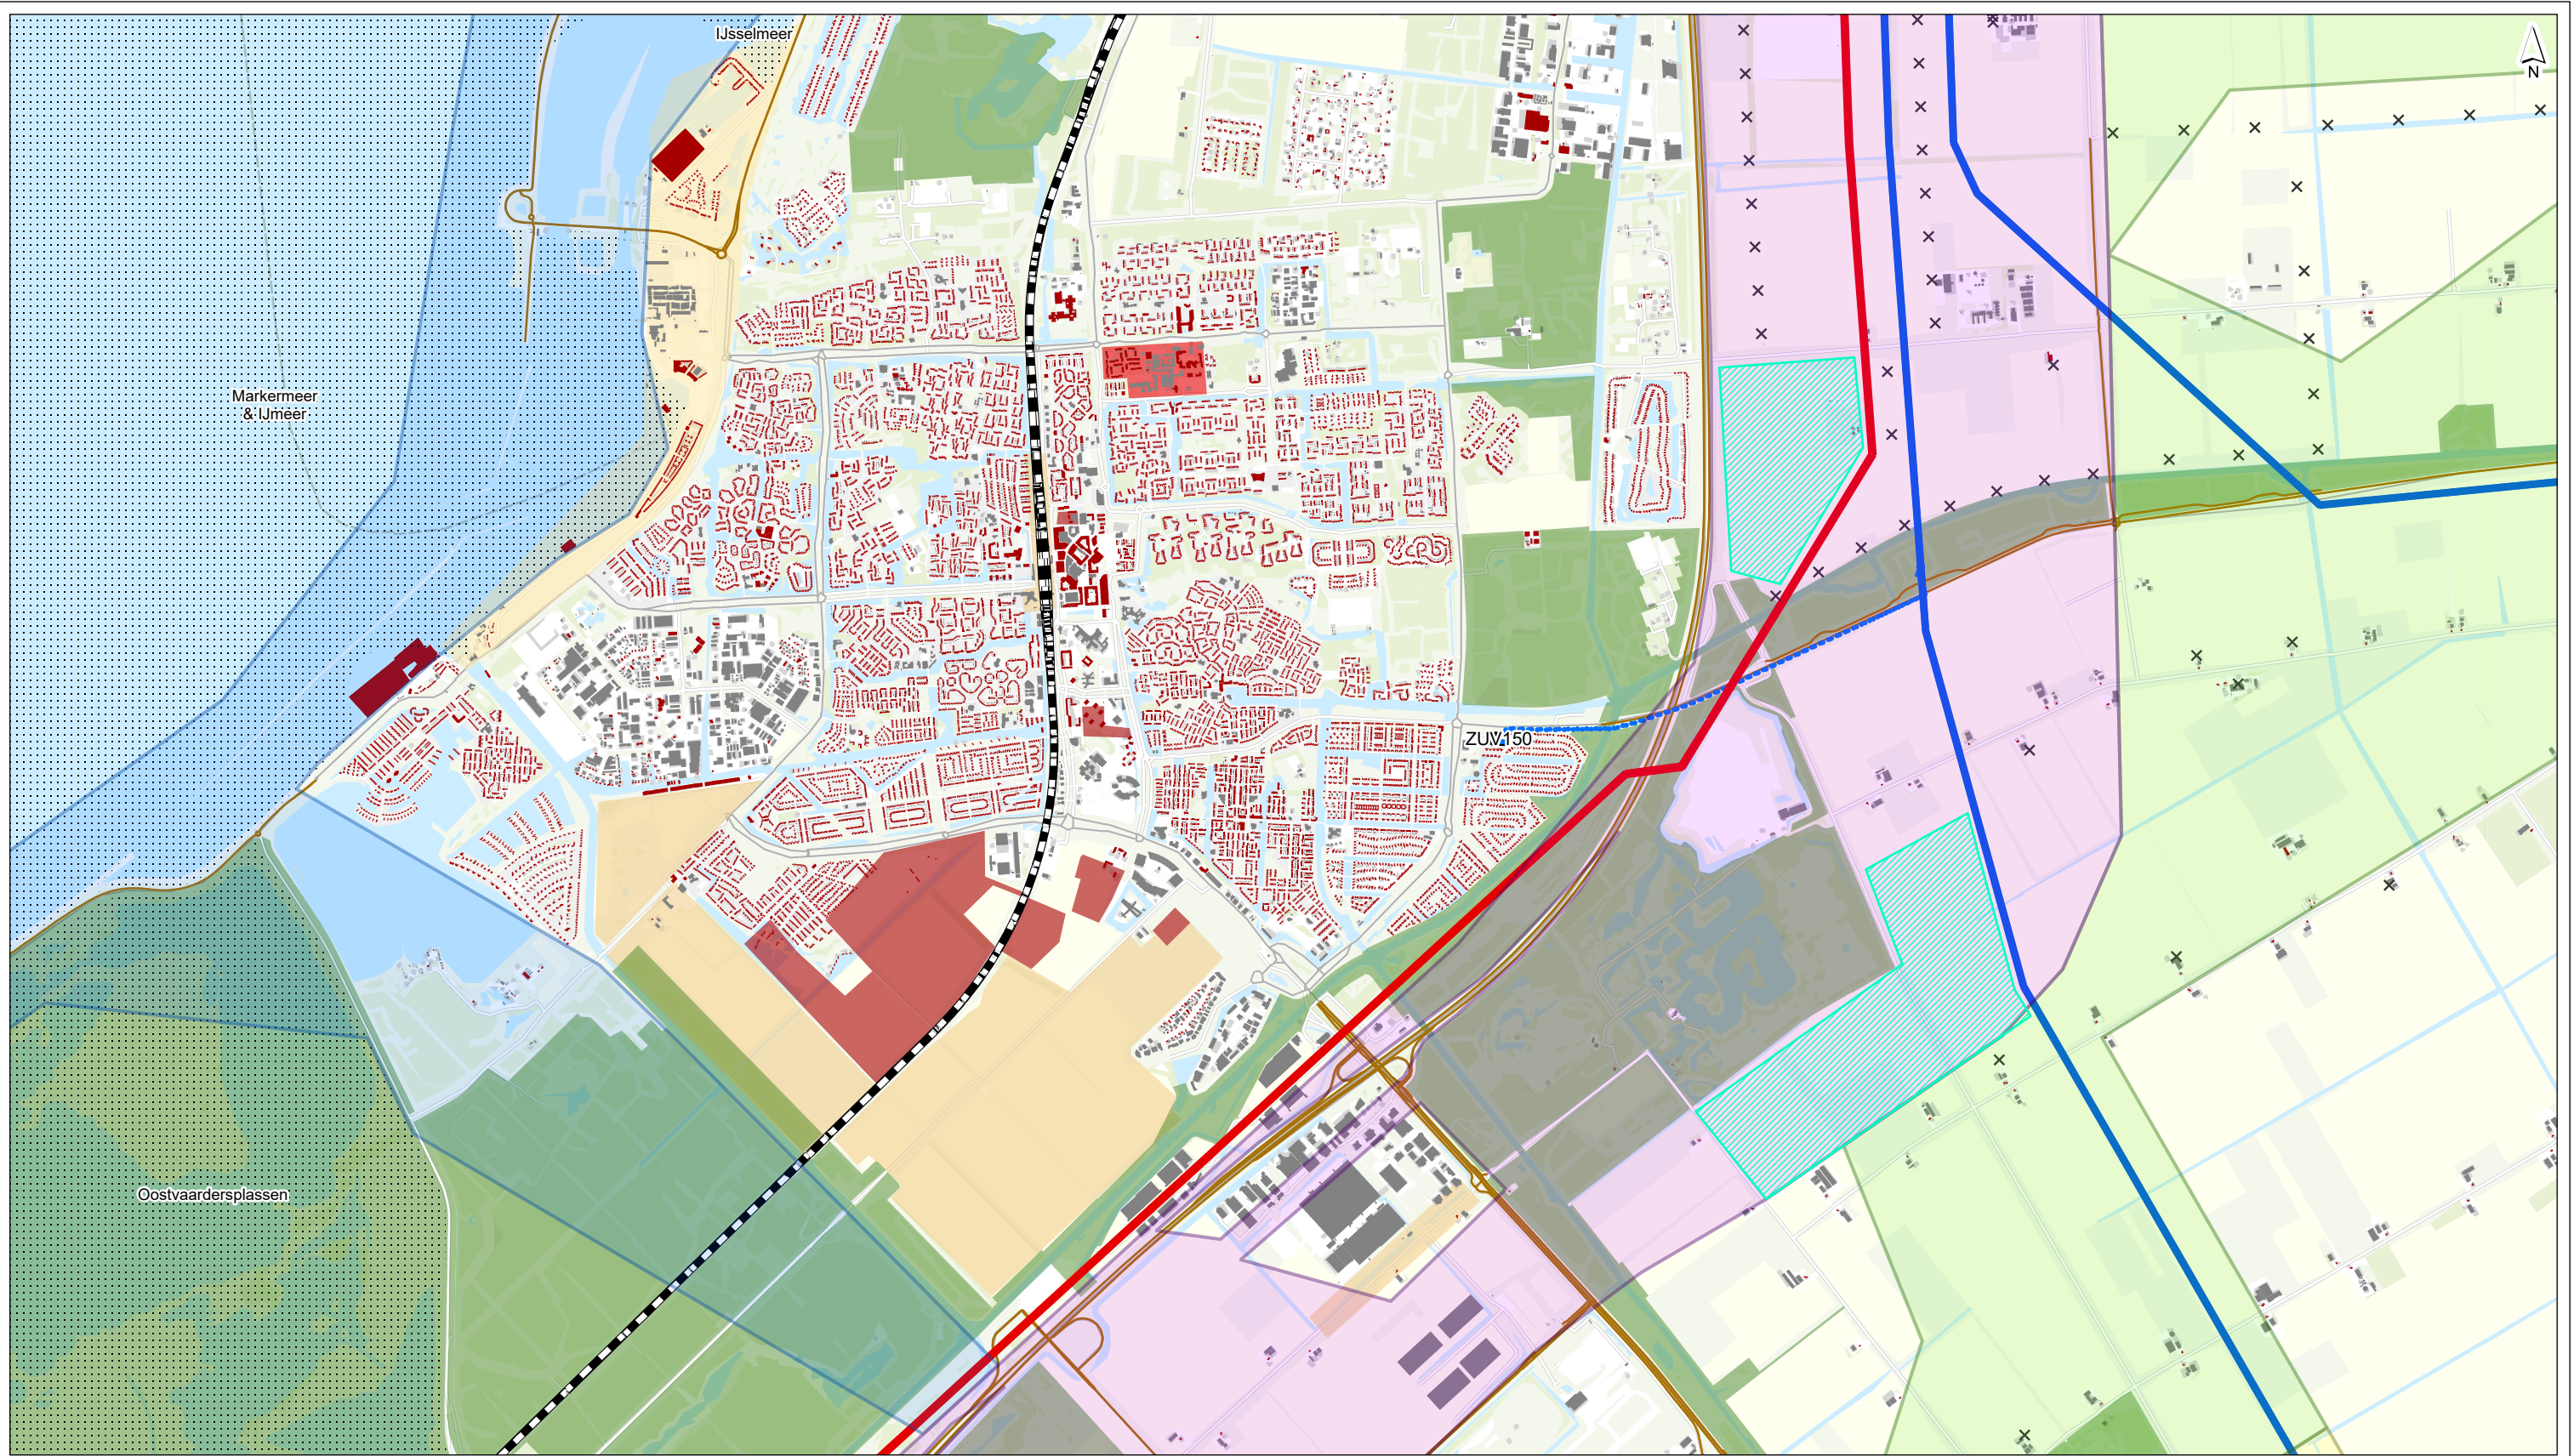 IJsselmeer
N
Markermeer
& IJmeer
ZUV150
Oostvaardersplassen